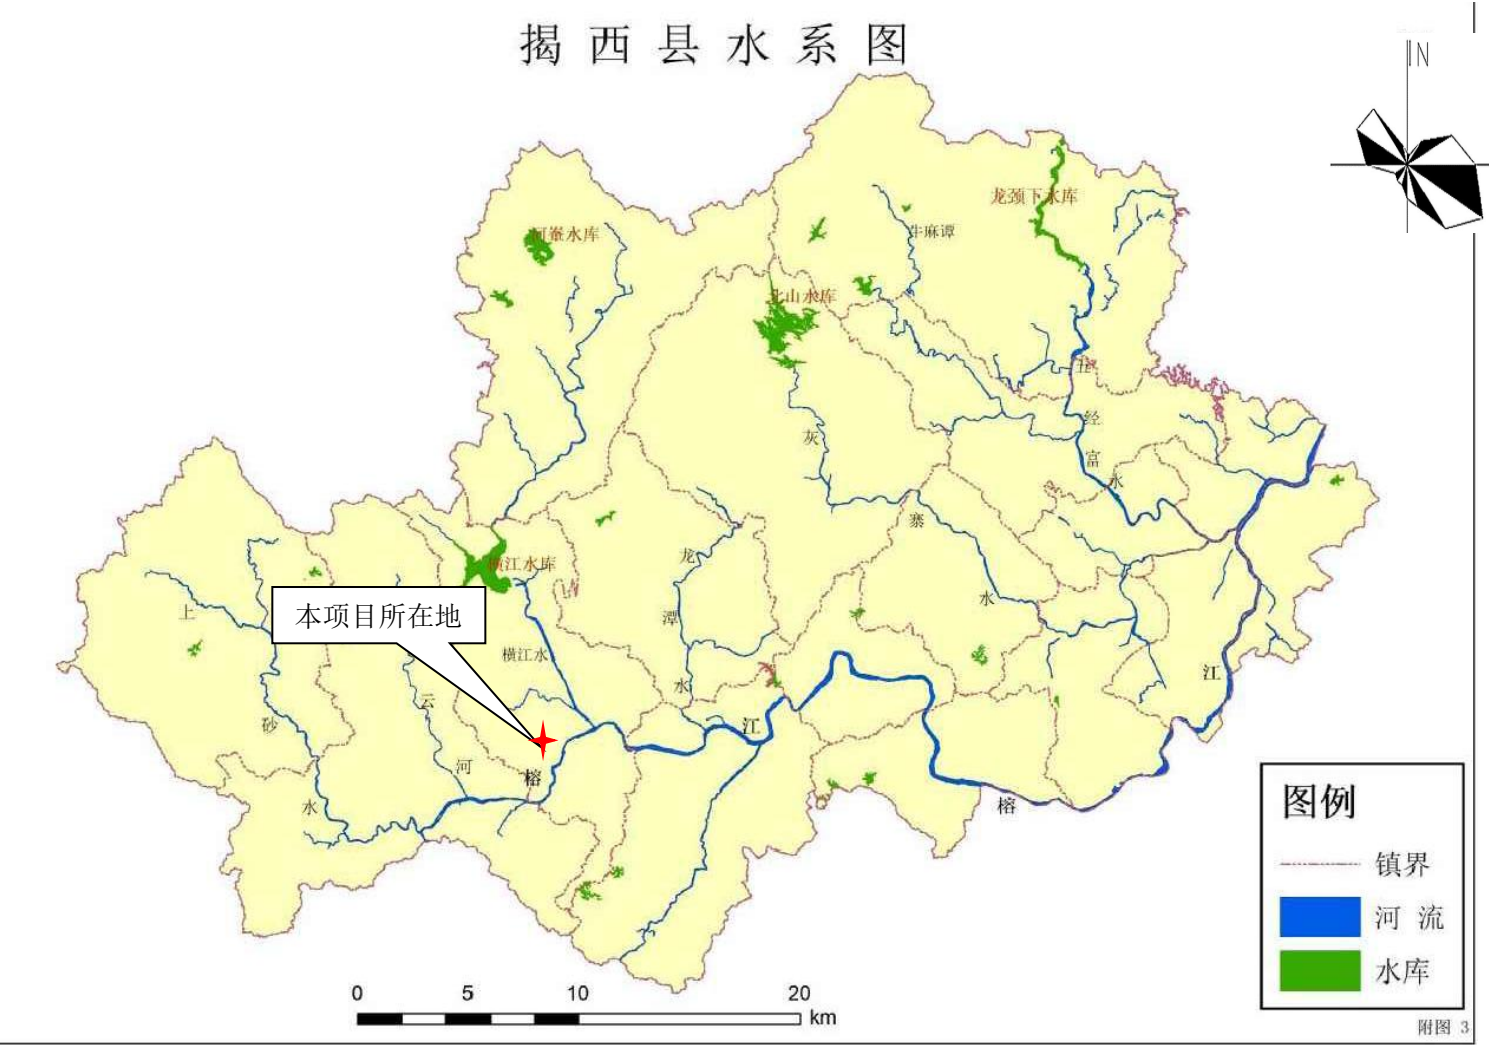 揭西县水系图
N
龙颈下水库
牛麻谭
河輋水库
北山水库
五
经
富
水
灰
寨
水
龙
潭
水
横江水库
本项目所在地
横江水
上
砂
水
云
河
榕
江
榕
江
图例
镇界
河流
水库
0 5 10 20
km
附图 3